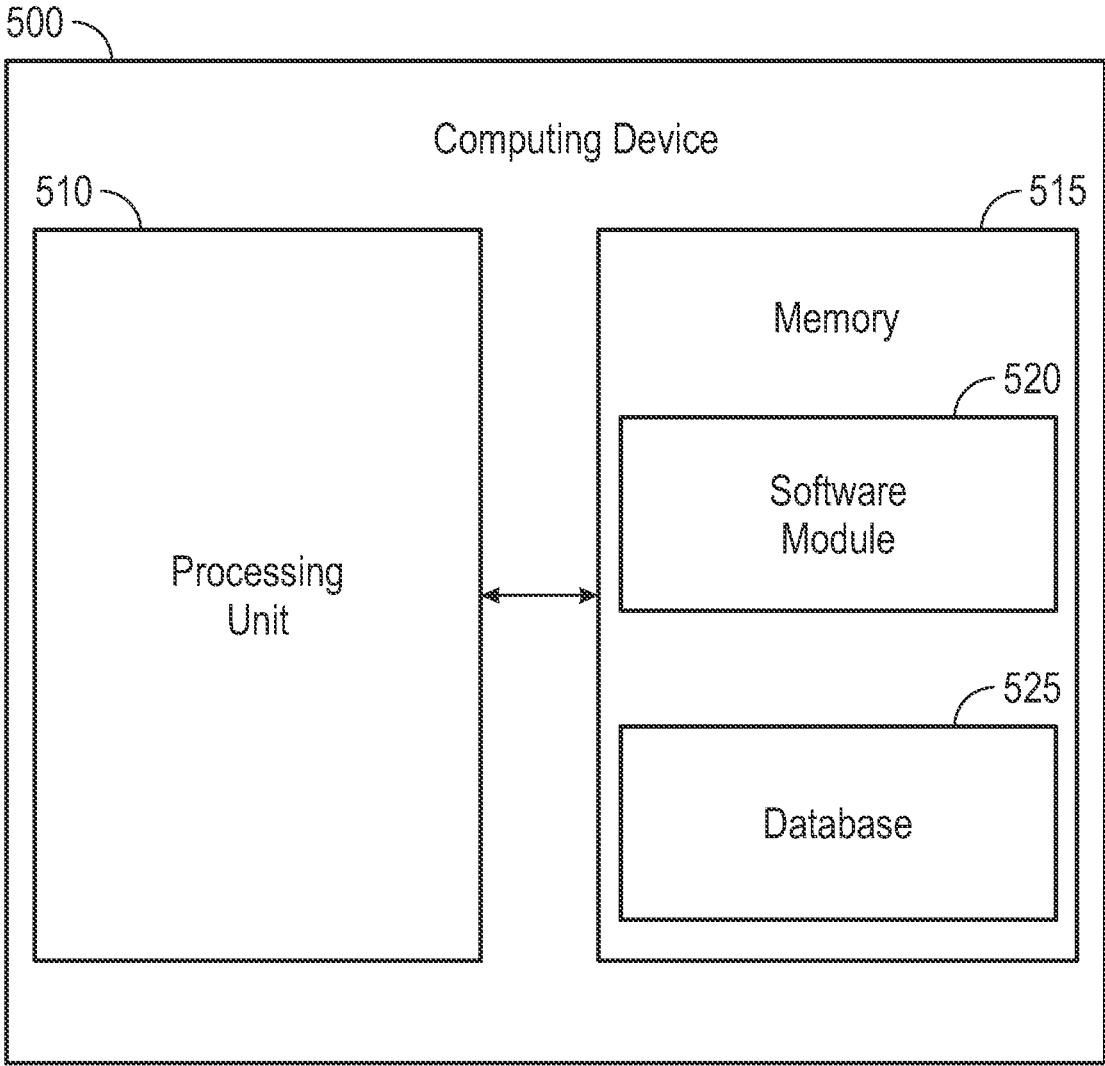 500
Computing Device
510
515
Memory
520
Software
Module
Processing
Unit
525
Database